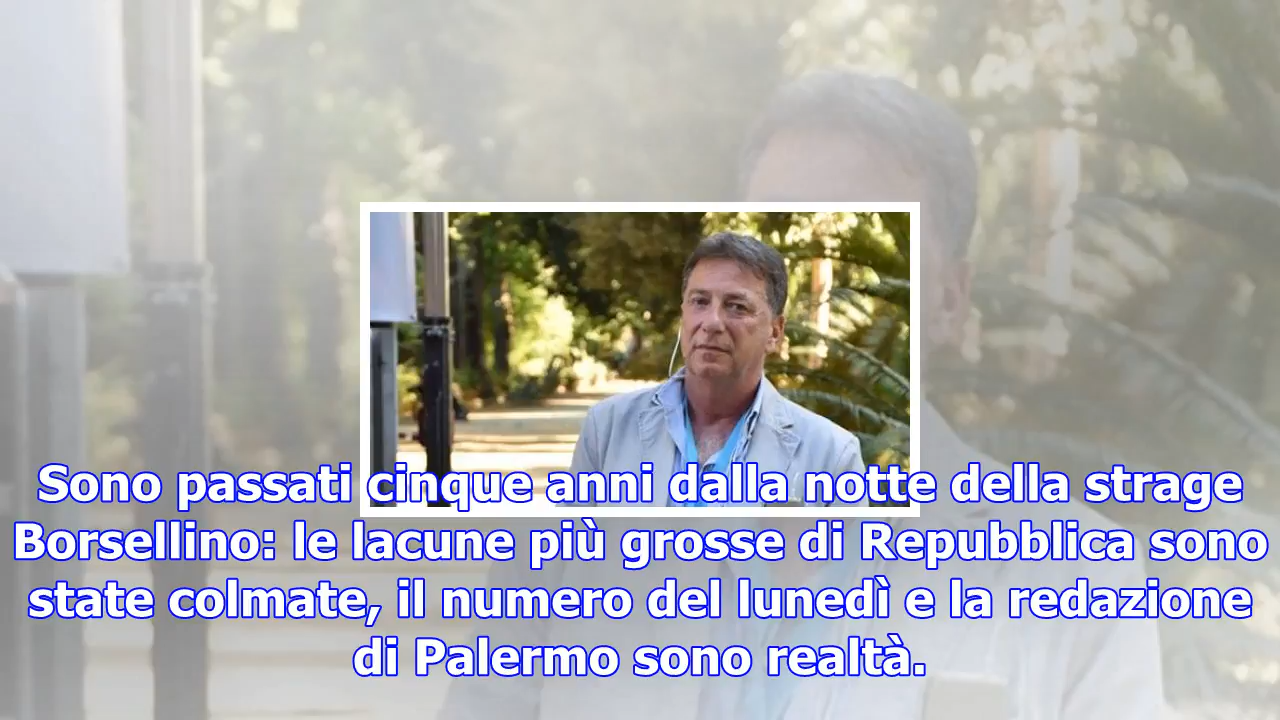 Sono passati cinque anni dalla notte della strage
Borsellino: le lacune più grosse di Repubblica sono
state colmate, il numero del lunedì e la redazione
di Palermo sono realtà.